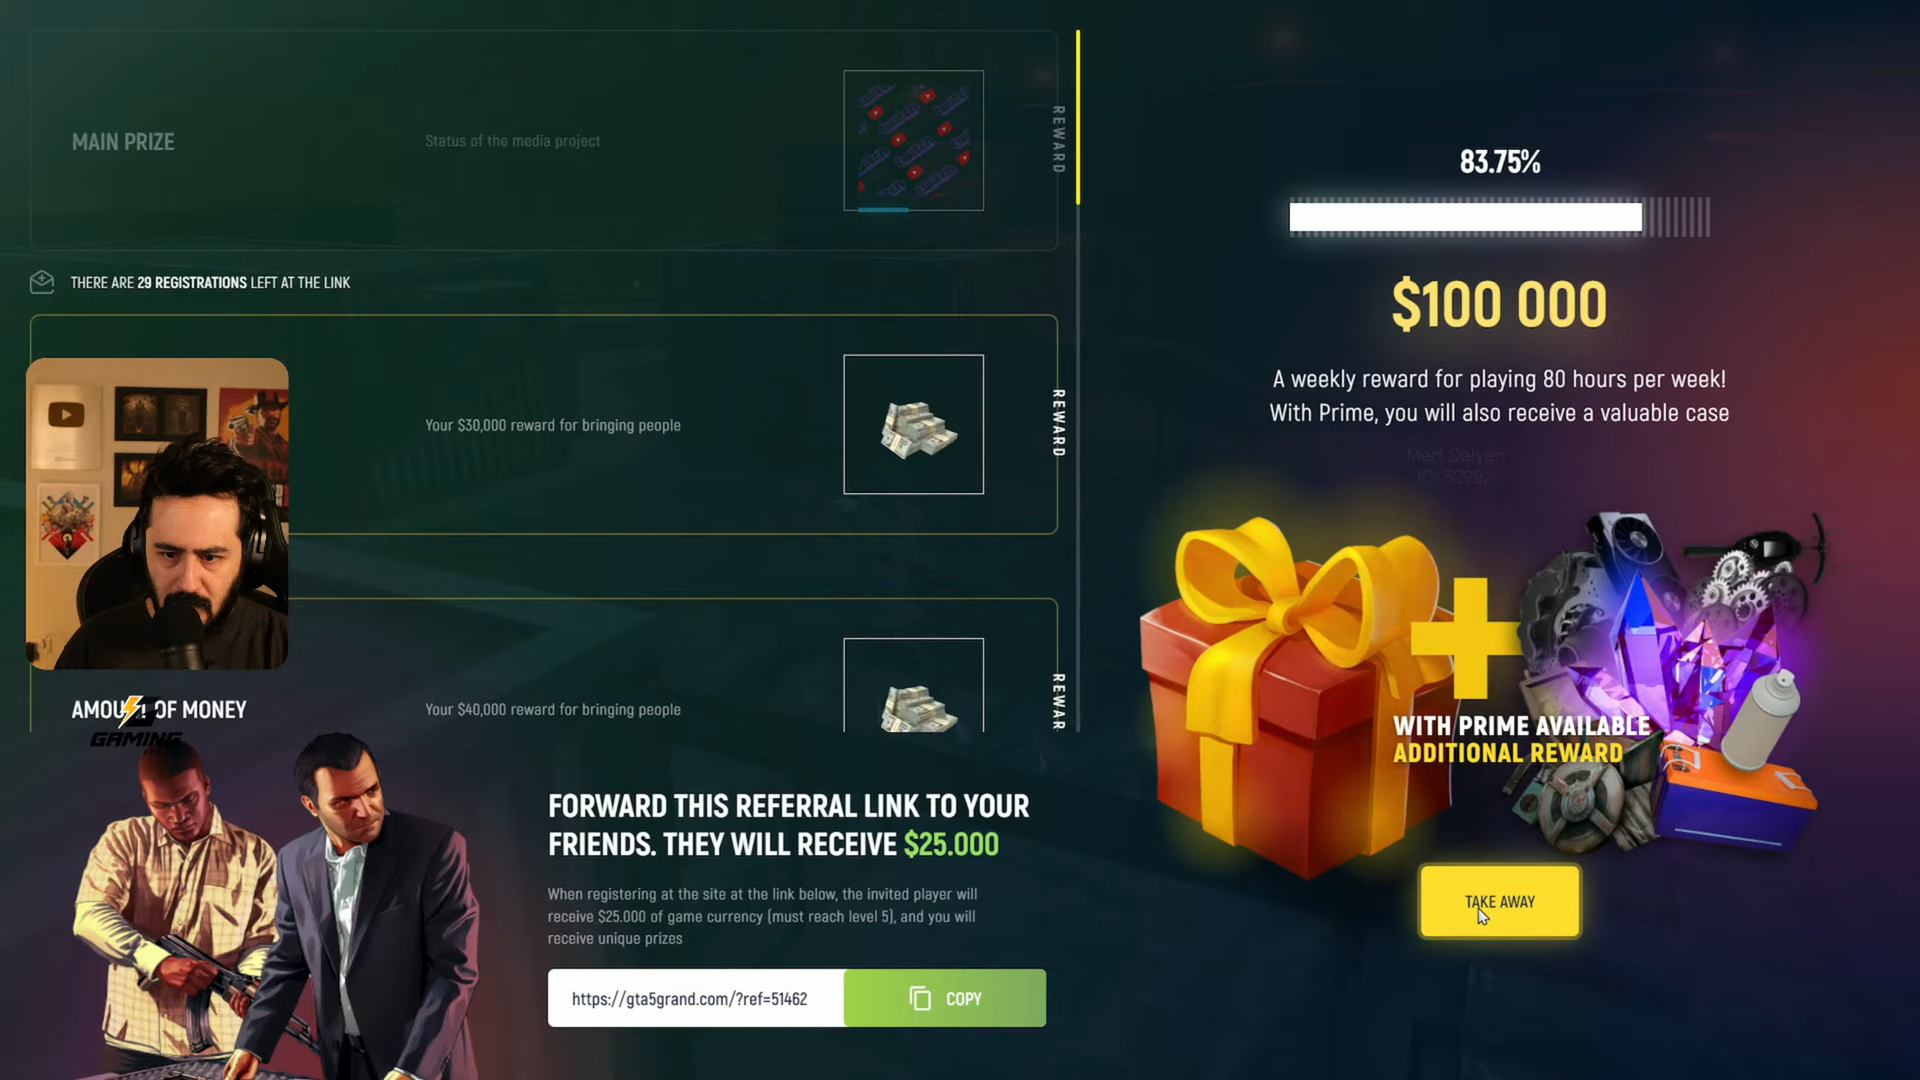 MAIN PRIZE
Status of the media project
REWARD
THERE ARE 29 REGISTRATIONS LEFT AT THE LINK
Your $30,000 reward for bringing people
REWARD
AMOUNT OF MONEY
Your $40,000 reward for bringing people
REWAR
GAMING
FORWARD THIS REFERRAL LINK TO YOUR
FRIENDS. THEY WILL RECEIVE $25.000
When registering at the site at the link below, the invited player will
receive $25.000 of game currency (must reach level 5), and you will
receive unique prizes
https://gta5grand.com/?ref=51462
COPY
83.75%
$100 000
A weekly reward for playing 80 hours per week!
With Prime, you will also receive a valuable case
Mert Dalyan
WITH PRIME AVAILABLE
ADDITIONAL REWARD
TAKE AWAY